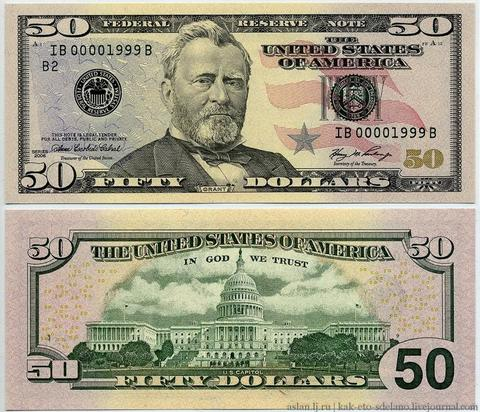 50 FEDERAL RESERVE NOTE 50
THE
UNITED STATES
OF AMERICA
IB 00001999 B
B2
THIS NOTE IS LEGAL TENDER
FOR ALL DEBTS, PUBLIC AND PRIVATE
IB 00001999 B
SERIES
2006
Treasurer of the United States.
Secretary of the Treasury.
50
50 FIFTY DOLLARS
GRANT
50 THE UNITED STATES OF AMERICA 50
IN GOD WE TRUST
U.S. CAPITOL
50 FIFTY DOLLARS 50
aslan.lj.ru | kak-eto-sdelano.livejournal.com